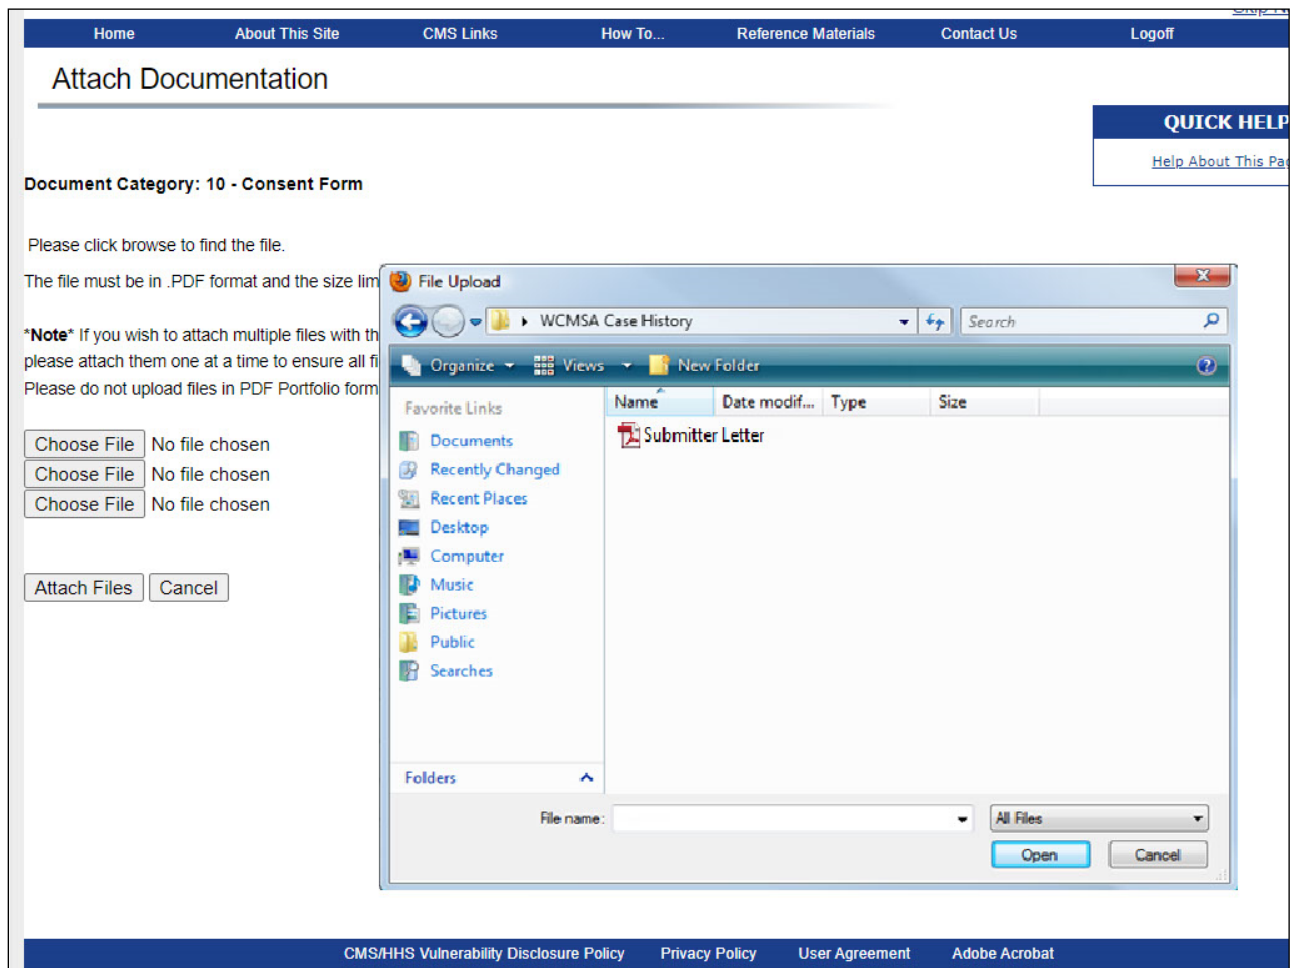 Home About This Site CMS Links How To... Reference Materials Contact Us Logoff
Attach Documentation
QUICK HELP
Help About This
Document Category: 10 - Consent Form
Please click browse to find the file.
The file must be in .PDF format and the size
*Note* If you wish to attach multiple files with
please attach them one at a time to ensure all
Please do not upload files in PDF Portfolio
Choose File No file chosen
Choose File No file chosen
Choose File No file chosen
Attach Files Cancel
File Upload
WCMSA Case History Search
Organize Views New Folder
Favorite Links
Documents
Recently Changed
Recent Places
Desktop
Computer
Music
Pictures
Public
Searches
Folders
Name Date modif... Type Size
Submitter Letter
File name: All Files
Open Cancel
CMS/HHS Vulnerability Disclosure Policy Privacy Policy User Agreement Adobe Acrobat